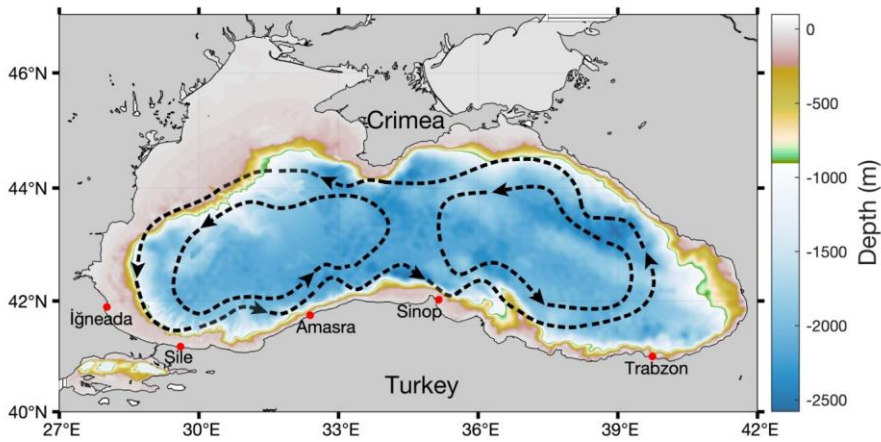 46°N
44°N
42°N
40°N
27°E
30°E
33°E
36°E
39°E
42°E
Crimea
İğneada
Şile
Amasra
Sinop
Trabzon
Turkey
0
-500
-1000
-1500
-2000
-2500
Depth (m)